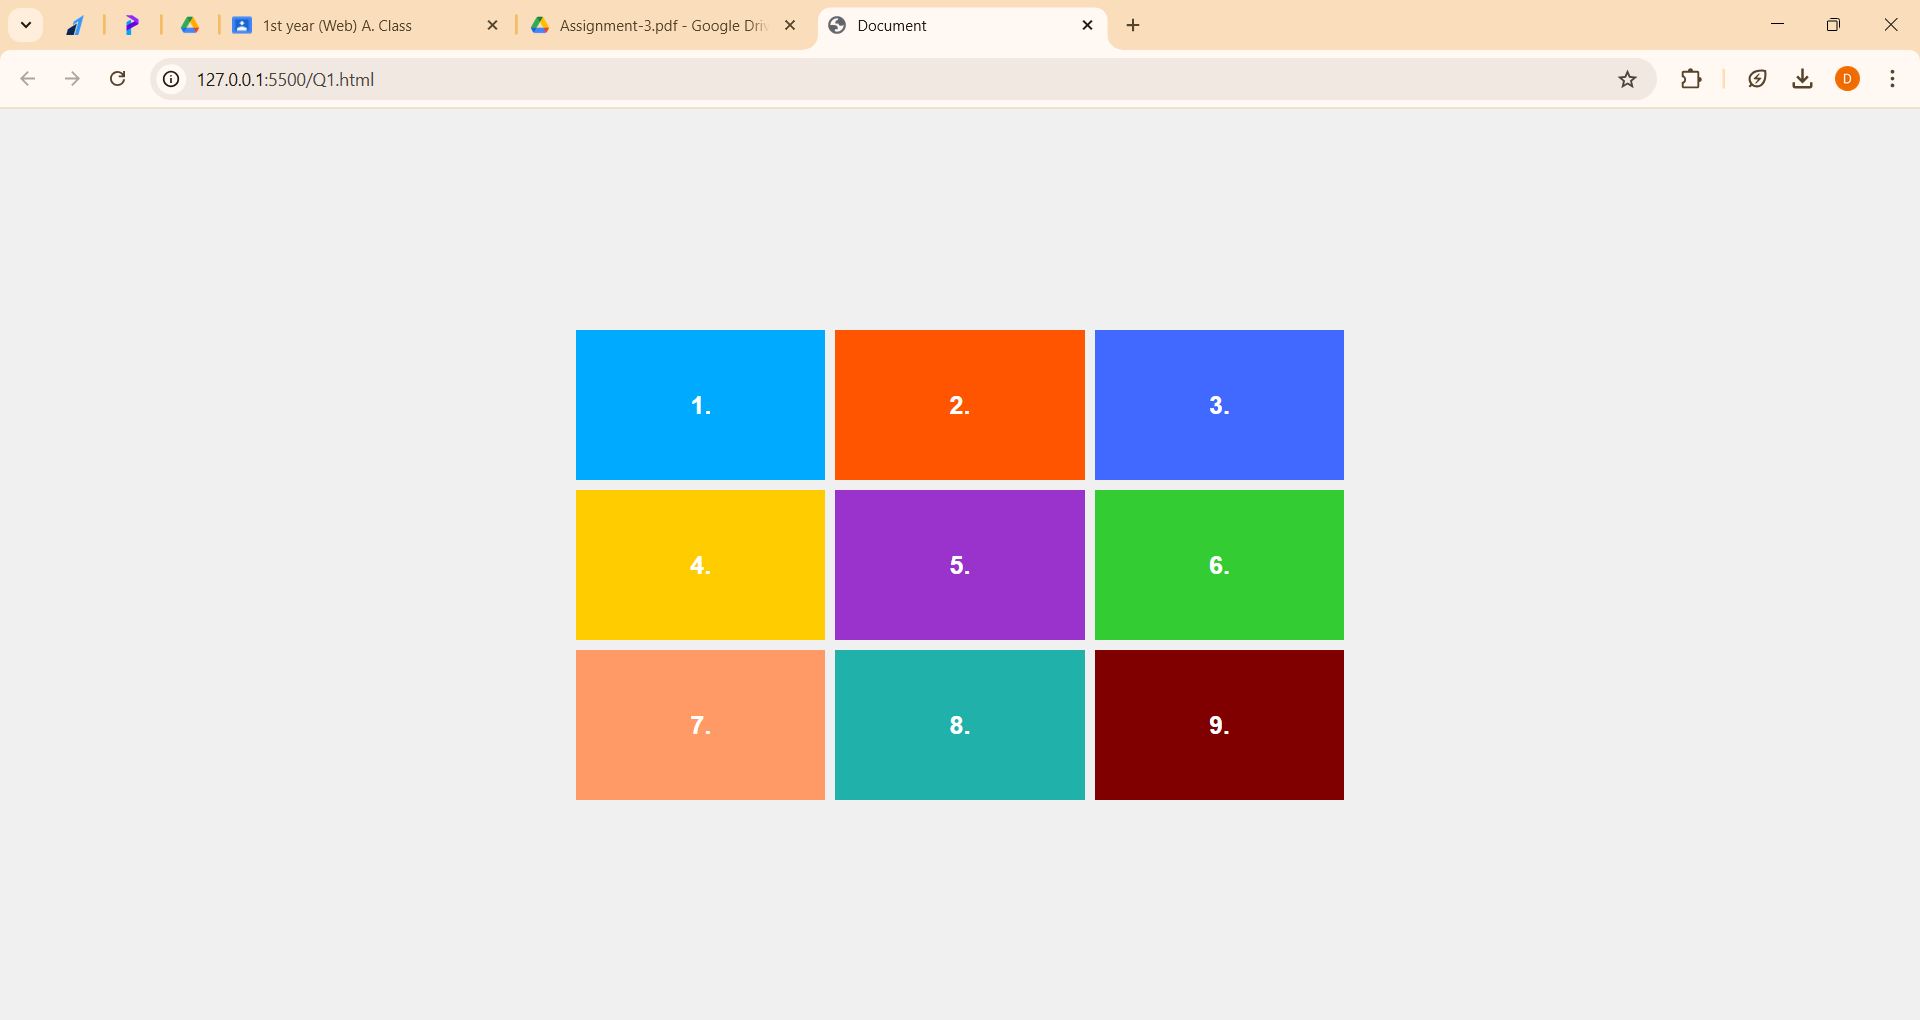 1st year (Web) A. Class
Assignment-3.pdf - Google Driv
Document
127.0.0.1:5500/Q1.html
D
1. 2. 3.
4. 5. 6.
7. 8. 9.